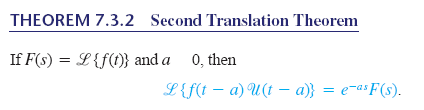 THEOREM 7.3.2 Second Translation Theorem
If F(s) = ℒ{f(t)} and a 0, then
ℒ{f(t − a) 𝒰(t − a)} = e⁻ᵃˢF(s).